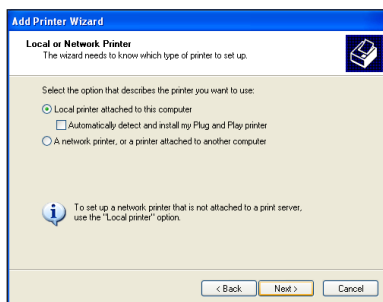 Add Printer Wizard
Local or Network Printer
The wizard needs to know which type of printer to set up.
Select the option that describes the printer you want to use:
Local printer attached to this computer
Automatically detect and install my Plug and Play printer
A network printer, or a printer attached to another computer
To set up a network printer that is not attached to a print server,
use the "Local printer" option.
< Back Next > Cancel